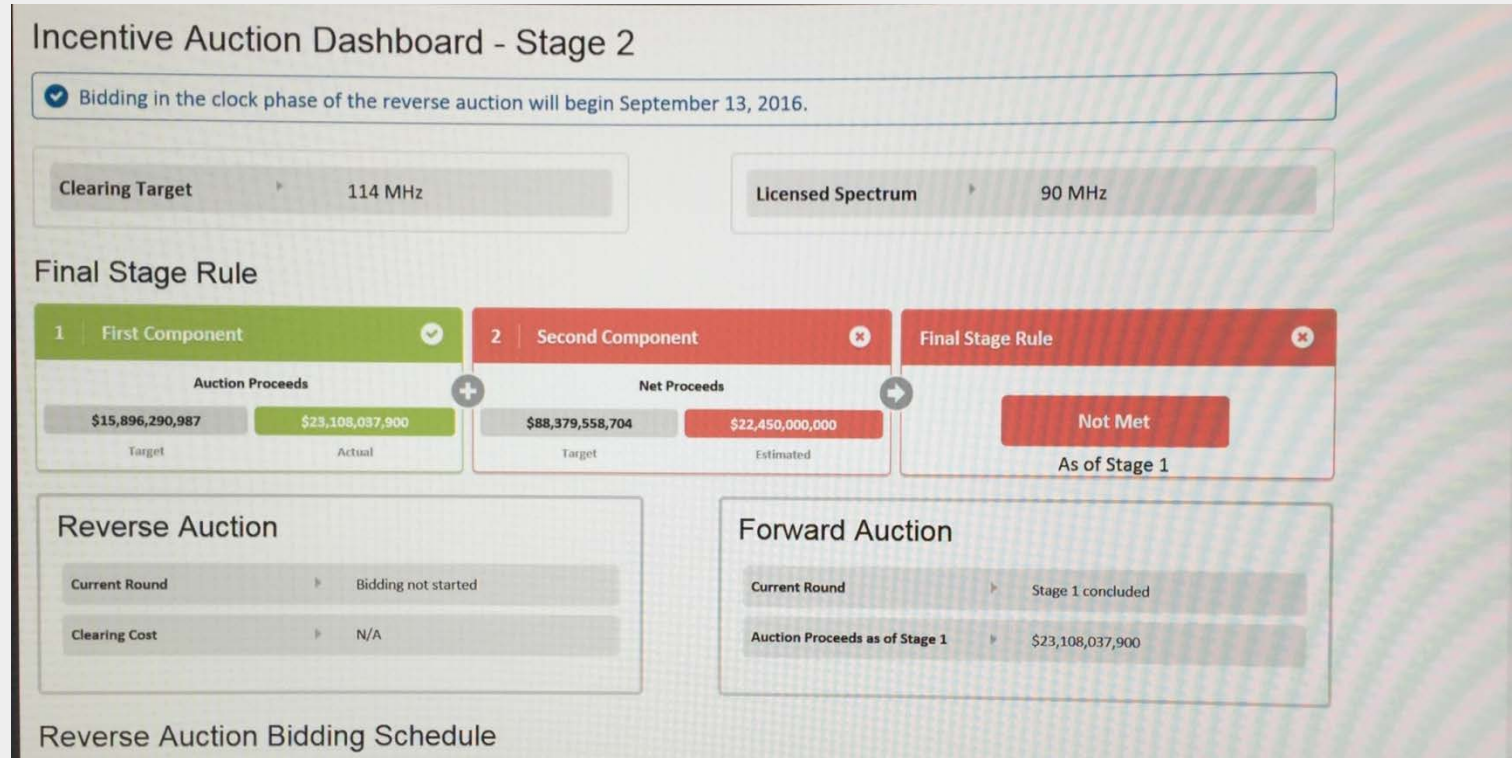 Incentive Auction Dashboard - Stage 2
Bidding in the clock phase of the reverse auction will begin September 13, 2016.
Clearing Target 114 MHz
Licensed Spectrum 90 MHz
Final Stage Rule
1 First Component
Auction Proceeds
$15,896,290,987 $23,108,037,900
Target Actual
2 Second Component
Net Proceeds
$88,379,558,704 $22,450,000,000
Target Estimated
Final Stage Rule
Not Met
As of Stage 1
Reverse Auction
Current Round Bidding not started
Clearing Cost N/A
Forward Auction
Current Round Stage 1 concluded
Auction Proceeds as of Stage 1 $23,108,037,900
Reverse Auction Bidding Schedule